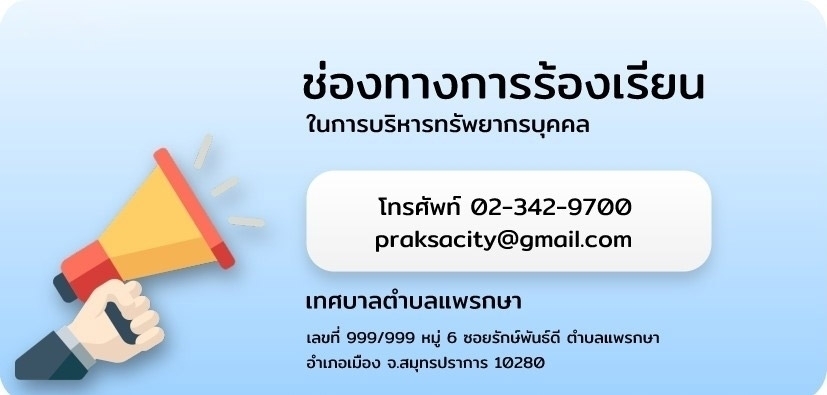 ช่องทางการร้องเรียน
ในการบริหารทรัพยากรบุคคล
โทรศัพท์ 02-342-9700
praksacity@gmail.com
เทศบาลตำบลแพรกษา
เลขที่ 999/999 หมู่ 6 ซอยรักษ์พันธ์ดี ตำบลแพรกษา
อำเภอเมือง จ.สมุทรปราการ 10280